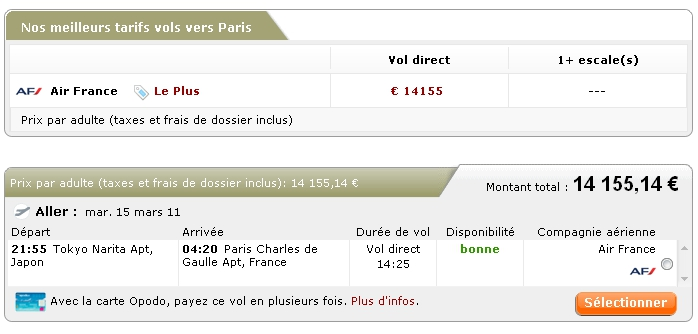 Nos meilleurs tarifs vols vers Paris
Vol direct 1+ escale(s)
AF Air France Le Plus € 14155 ---
Prix par adulte (taxes et frais de dossier inclus)
Prix par adulte (taxes et frais de dossier inclus): 14 155,14 € Montant total : 14 155,14 €
Aller : mar. 15 mars 11
Départ Arrivée Durée de vol Disponibilité Compagnie aérienne
21:55 Tokyo Narita Apt, Japon 04:20 Paris Charles de Gaulle Apt, France Vol direct 14:25 bonne Air France
AF
Avec la carte Opodo, payez ce vol en plusieurs fois. Plus d'infos. Sélectionner